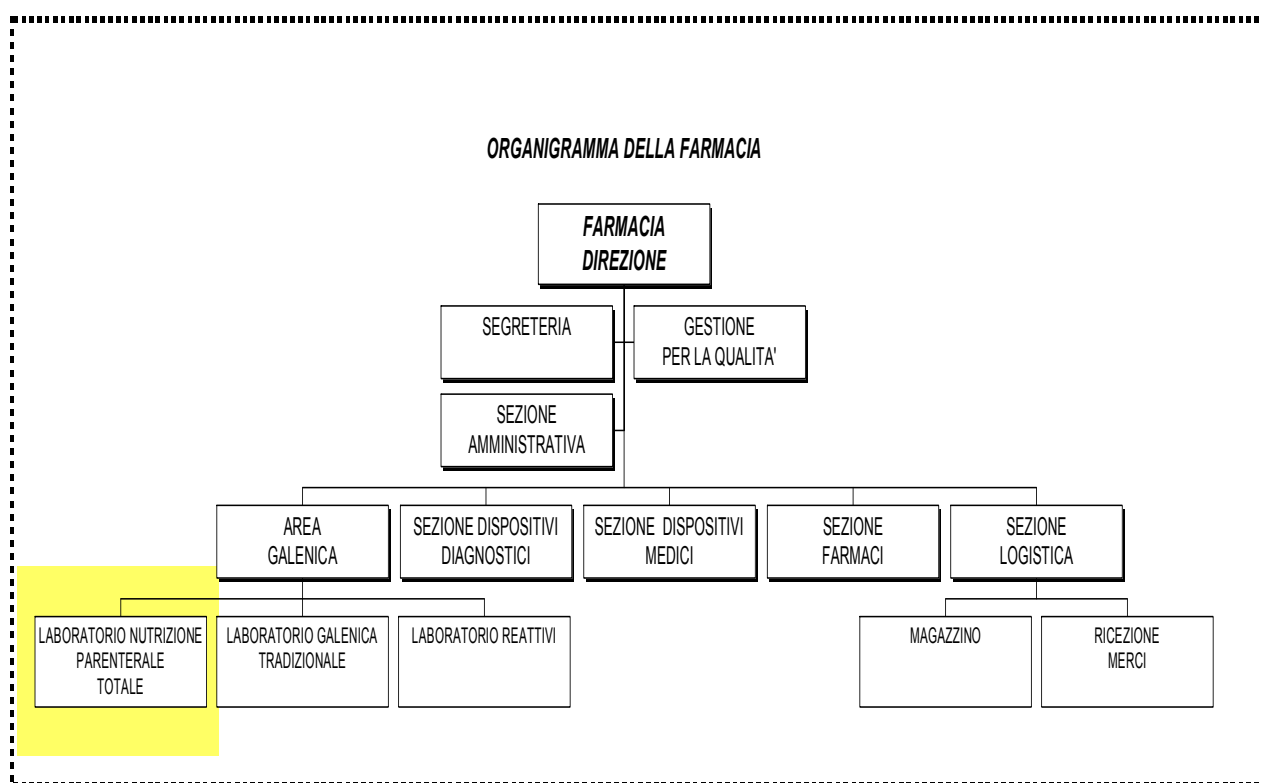 ORGANIGRAMMA DELLA FARMACIA
FARMACIA
DIREZIONE
SEGRETERIA
GESTIONE
PER LA QUALITA'
SEZIONE
AMMINISTRATIVA
AREA
GALENICA
SEZIONE DISPOSITIVI
DIAGNOSTICI
SEZIONE DISPOSITIVI
MEDICI
SEZIONE
FARMACI
SEZIONE
LOGISTICA
LABORATORIO NUTRIZIONE
PARENTERALE
TOTALE
LABORATORIO GALENICA
TRADIZIONALE
LABORATORIO REATTIVI
MAGAZZINO
RICEZIONE
MERCI